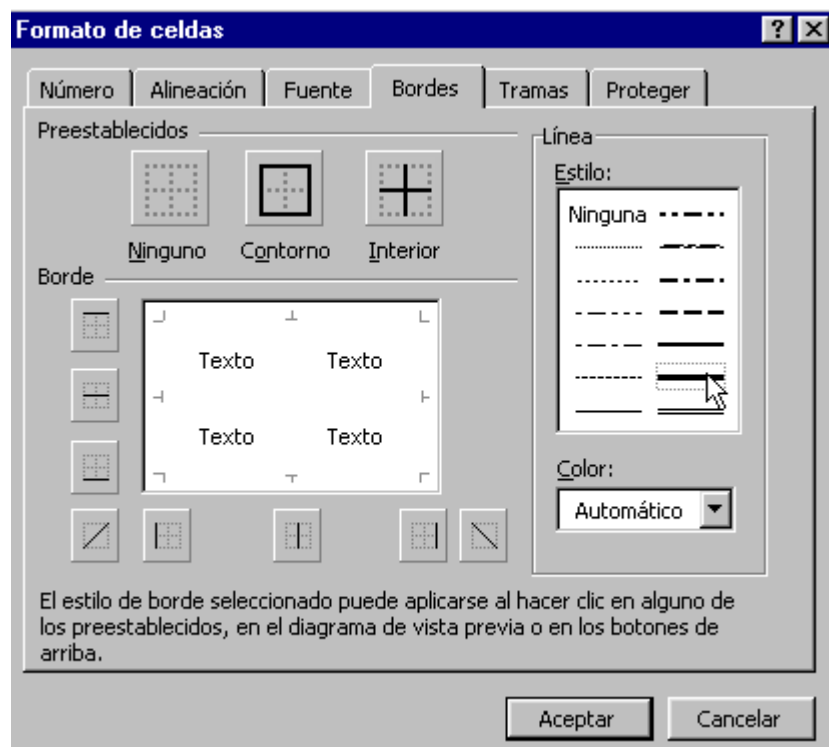 Formato de celdas
Número Alineación Fuente Bordes Tramas Proteger
Preestablecidos
Ninguno Contorno Interior
Borde
Texto Texto
Texto Texto
Línea
Estilo:
Ninguna
Color:
Automático
El estilo de borde seleccionado puede aplicarse al hacer clic en alguno de
los preestablecidos, en el diagrama de vista previa o en los botones de
arriba.
Aceptar Cancelar